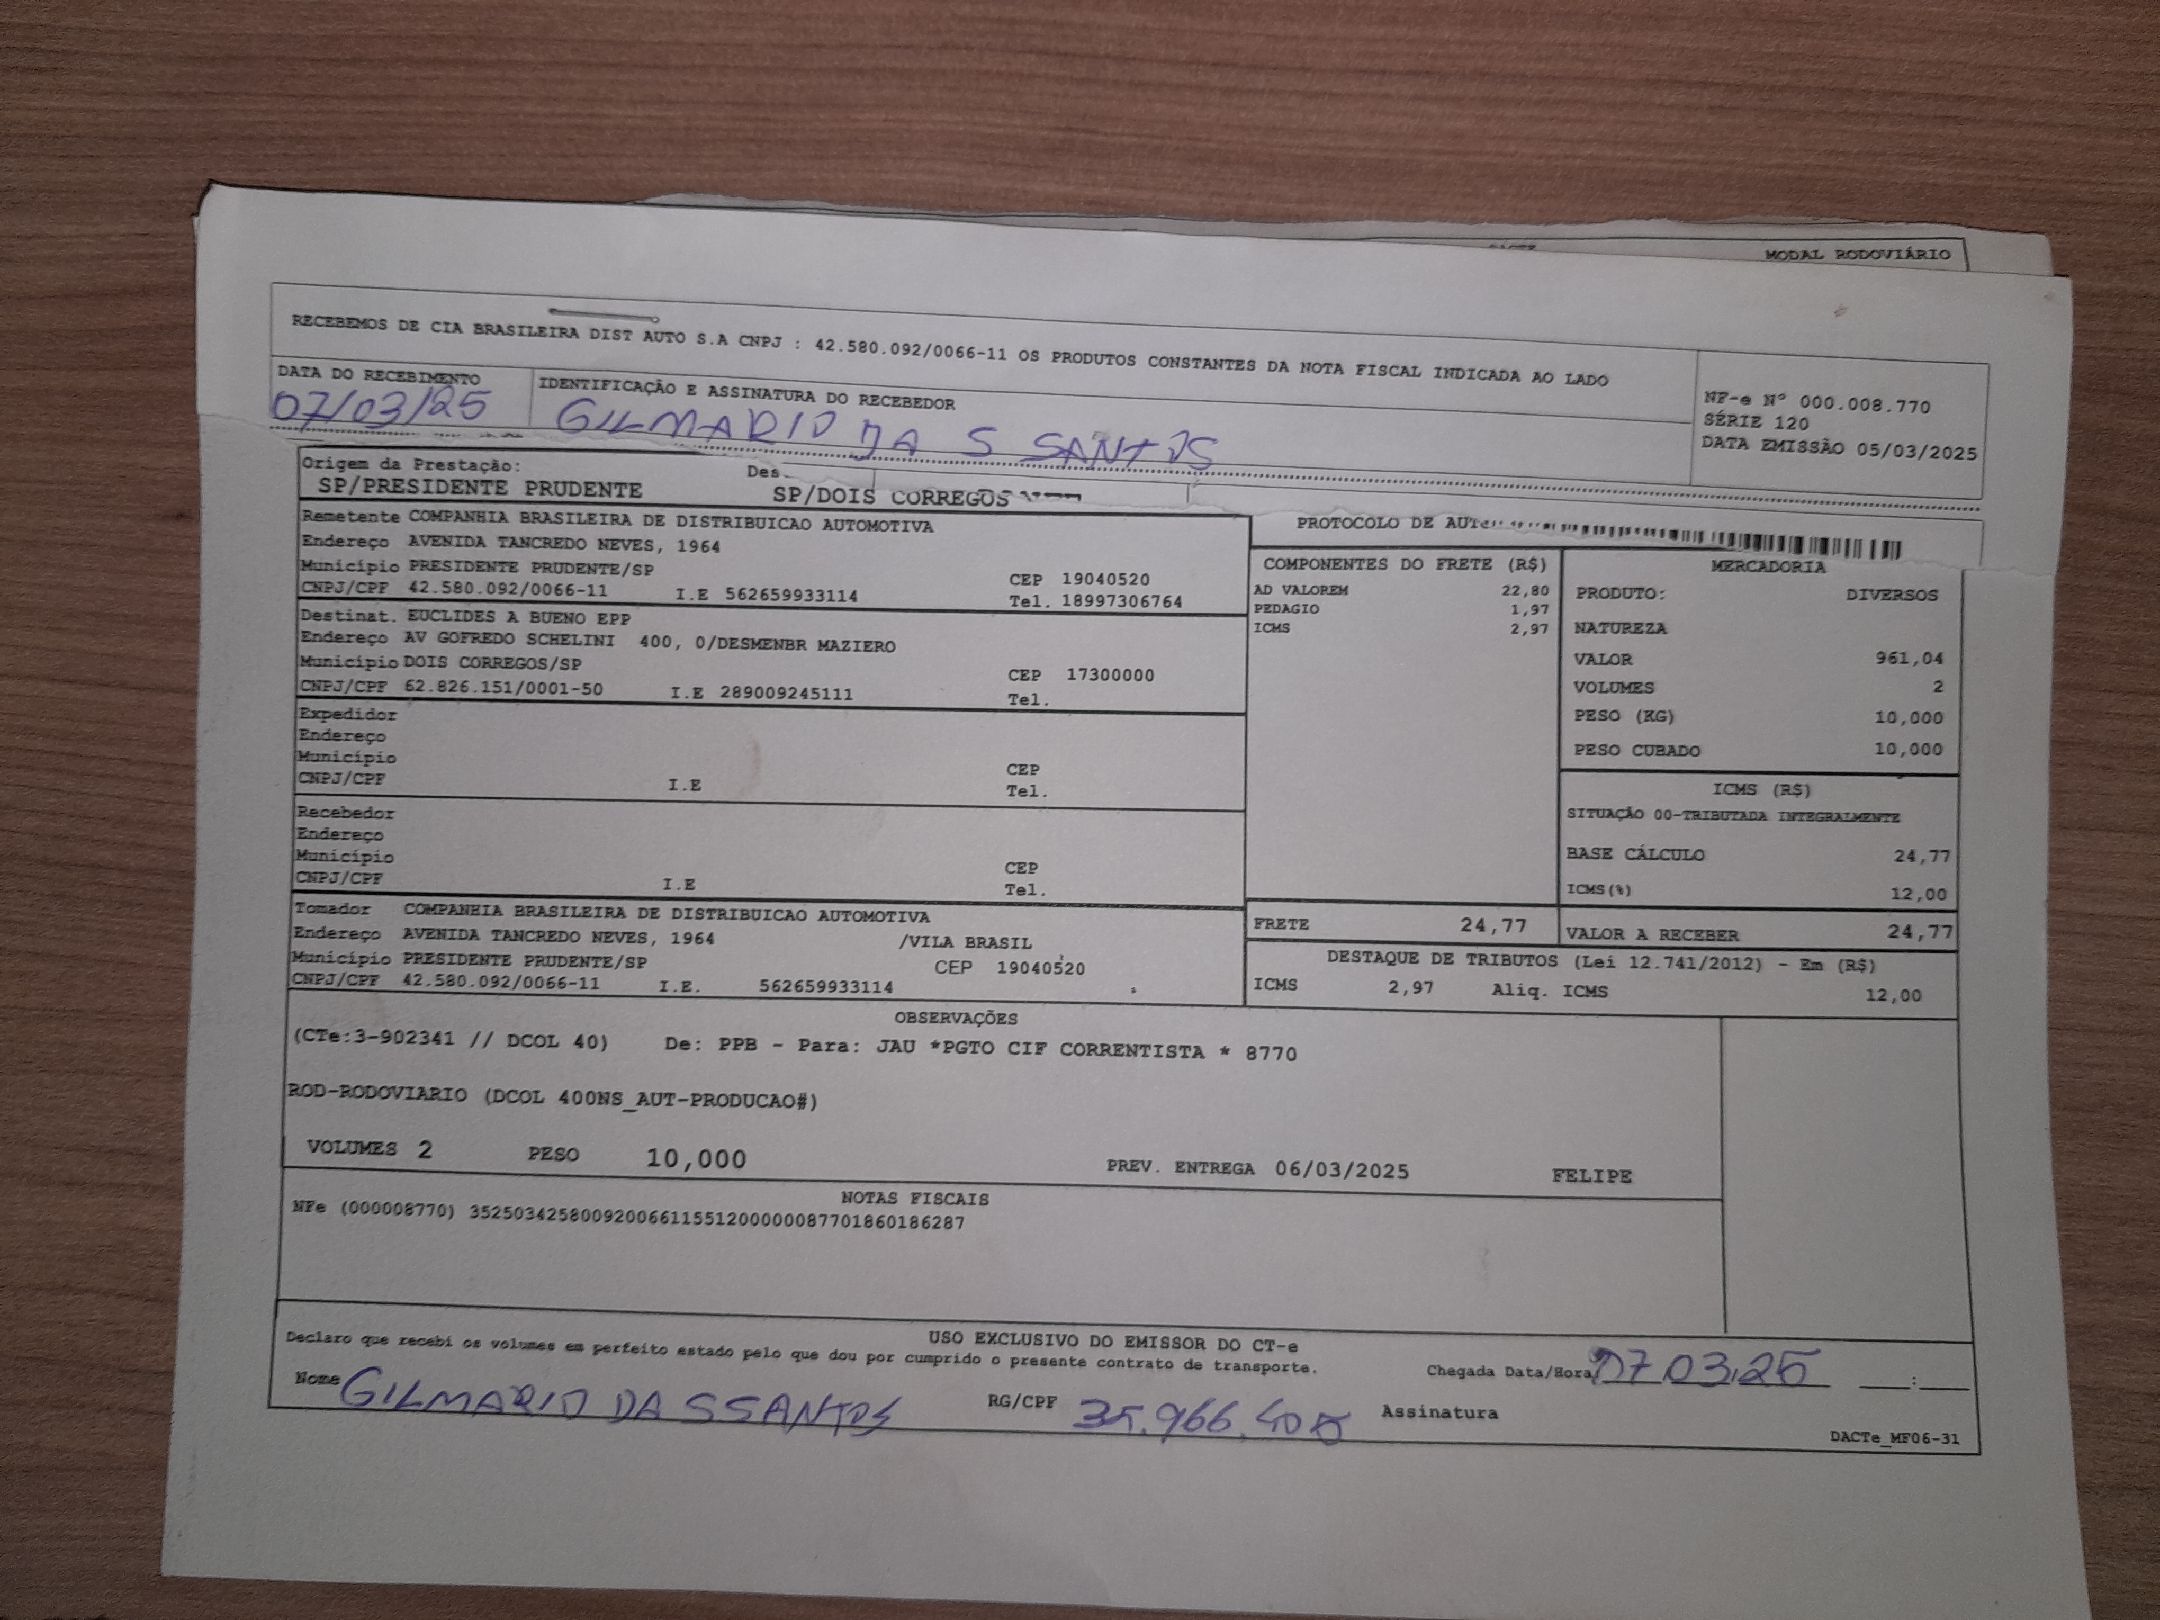 MODAL RODOVIÁRIO
RECEBEMOS DE CIA BRASILEIRA DIST AUTO S.A CNPJ : 42.580.092/0066-11 OS PRODUTOS CONSTANTES DA NOTA FISCAL INDICADA AO LADO
NF-e Nº 000.008.770
SÉRIE 120
DATA EMISSÃO 05/03/2025
DATA DO RECEBIMENTO
07/03/25
IDENTIFICAÇÃO E ASSINATURA DO RECEBEDOR
GILMARIO DA S SANTOS
Origem da Prestação:
SP/PRESIDENTE PRUDENTE
SP/DOIS CORREGOS
Remetente COMPANHIA BRASILEIRA DE DISTRIBUICAO AUTOMOTIVA
Endereço AVENIDA TANCREDO NEVES, 1964
Município PRESIDENTE PRUDENTE/SP CEP 19040520
CNPJ/CPF 42.580.092/0066-11 I.E 562659933114 Tel. 18997306764
Destinat. EUCLIDES A BUENO EPP
Endereço AV GOFREDO SCHELINI 400, 0/DESMENBR MAZIERO
Município DOIS CORREGOS/SP CEP 17300000
CNPJ/CPF 62.826.151/0001-50 I.E 289009245111 Tel.
Expedidor
Endereço
Município CEP
CNPJ/CPF I.E Tel.
Recebedor
Endereço
Município CEP
CNPJ/CPF I.E Tel.
Tomador COMPANHIA BRASILEIRA DE DISTRIBUICAO AUTOMOTIVA
Endereço AVENIDA TANCREDO NEVES, 1964 /VILA BRASIL
Município PRESIDENTE PRUDENTE/SP CEP 19040520
CNPJ/CPF 42.580.092/0066-11 I.E. 562659933114
PROTOCOLO DE
COMPONENTES DO FRETE (R$)
AD VALOREM 22,80
PEDAGIO 1,97
ICMS 2,97
MERCADORIA
PRODUTO: DIVERSOS
NATUREZA
VALOR 961,04
VOLUMES 2
PESO (KG) 10,000
PESO CUBADO 10,000
ICMS (R$)
SITUAÇÃO 00-TRIBUTADA INTEGRALMENTE
BASE CÁLCULO 24,77
ICMS(%) 12,00
FRETE 24,77
VALOR A RECEBER 24,77
DESTAQUE DE TRIBUTOS (Lei 12.741/2012) - Em (R$)
ICMS 2,97 Aliq. ICMS 12,00
OBSERVAÇÕES
(CTe:3-902341 // DCOL 40) De: PPB - Para: JAU *PGTO CIF CORRENTISTA * 8770
ROD-RODOVIARIO (DCOL 400NS_AUT-PRODUCAO#)
VOLUMES 2 PESO 10,000 PREV. ENTREGA 06/03/2025 FELIPE
NOTAS FISCAIS
NFe (000008770) 35250342580092006611551200000087701860186287
USO EXCLUSIVO DO EMISSOR DO CT-e
Declaro que recebi os volumes em perfeito estado pelo que dou por cumprido o presente contrato de transporte.
Chegada Data/Hora 07 03,25 :
Nome GILMARIO DA S SANTOS RG/CPF 35.966.408 Assinatura
DACTe_MF06-31